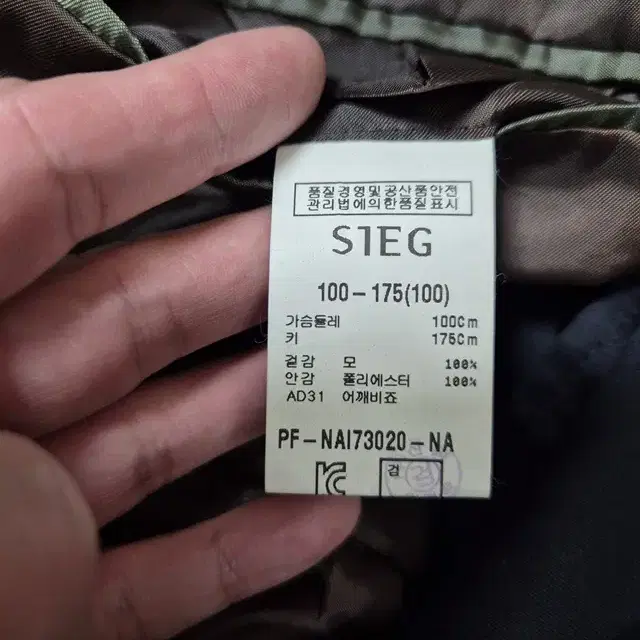 품질경영및공산품안전
관리법에의한품질표시
SIEG
100-175(100)
가슴둘레 100Cm
키 175Cm
겉감 모 100%
안감 폴리에스터 100%
AD31 어깨비죠
PF-NAI73020-NA
검